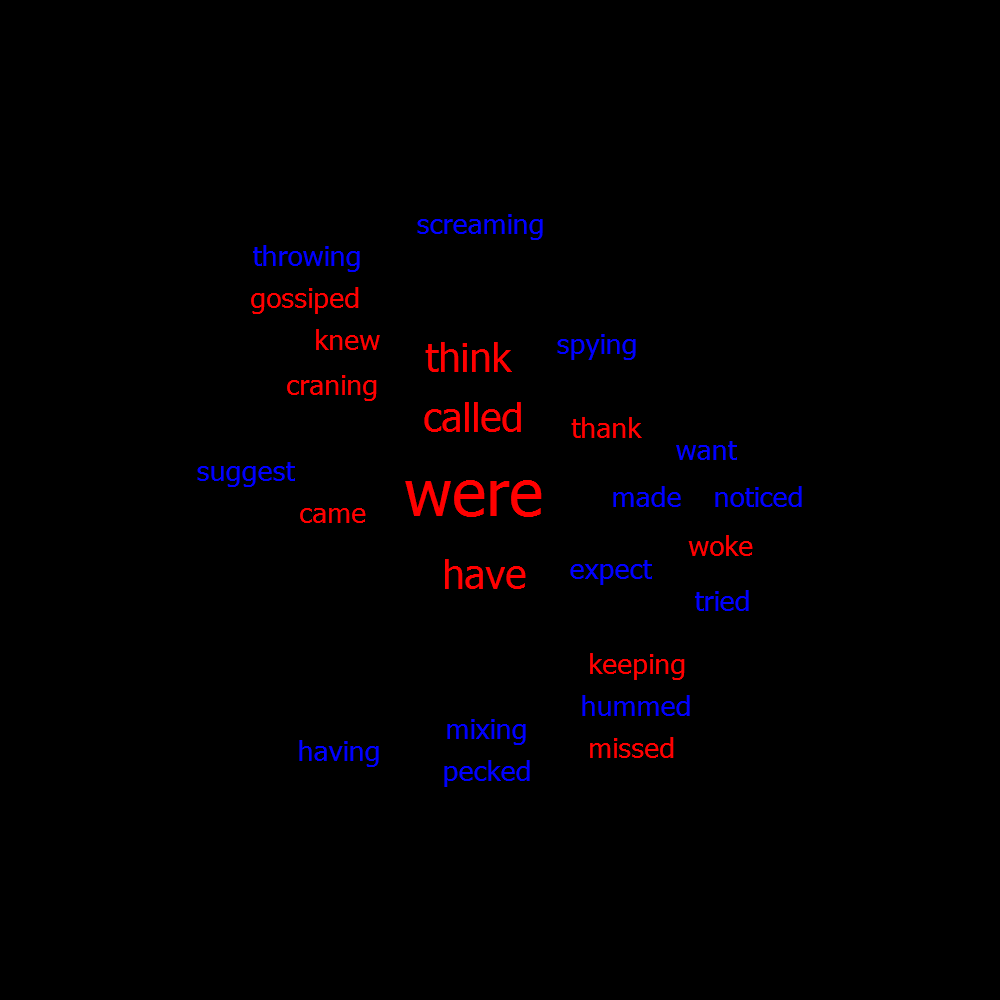 screaming
throwing
gossiped
knew
spying
think
craning
called
thank
want
suggest
were
made
noticed
came
woke
expect
have
tried
keeping
hummed
mixing
missed
having
pecked